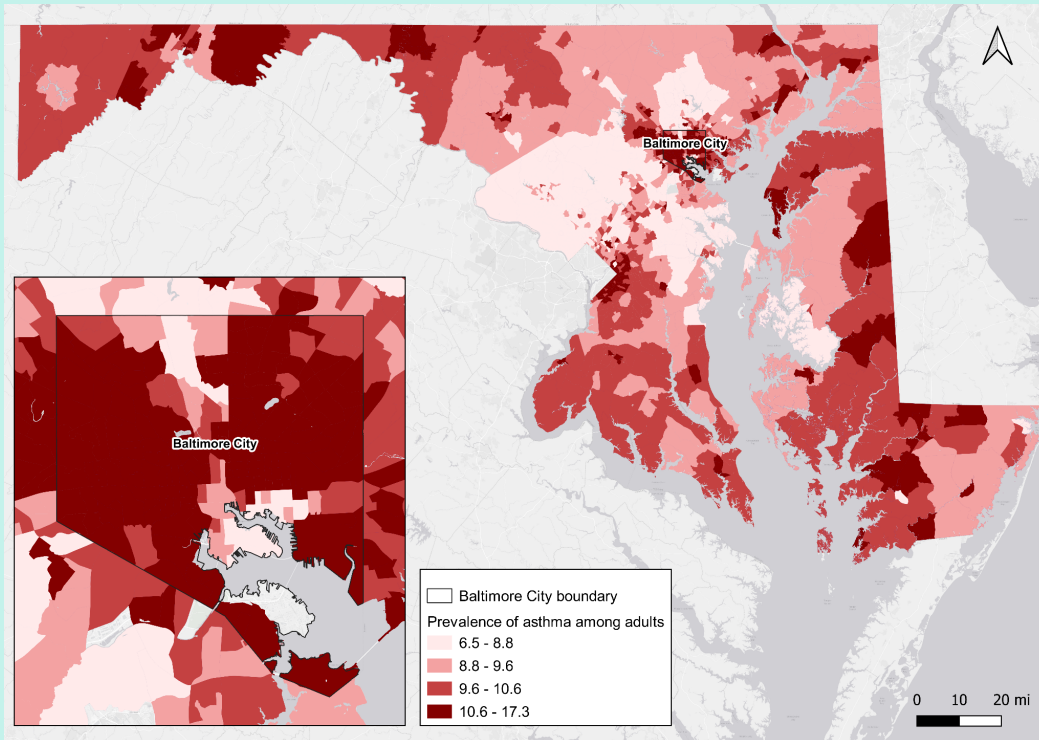 Baltimore City
Baltimore City
Baltimore City boundary
Prevalence of asthma among adults
6.5 - 8.8
8.8 - 9.6
9.6 - 10.6
10.6 - 17.3
0 10 20 mi